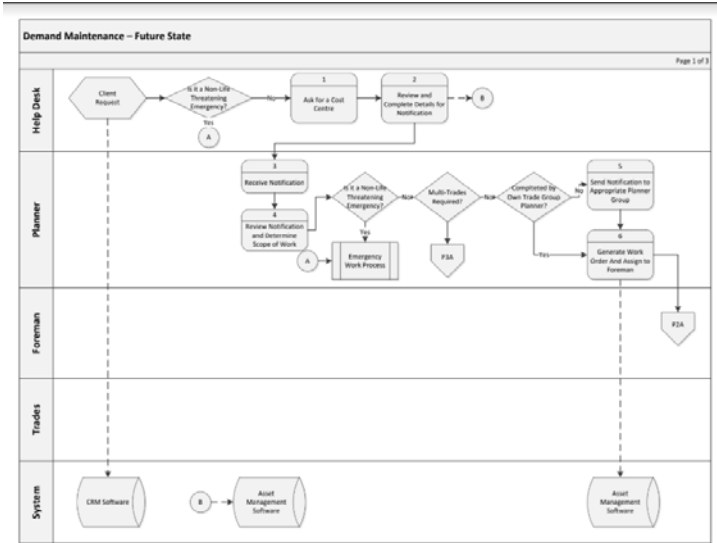 Demand Maintenance – Future State
Page 1 of 3
Help Desk
Client
Request
Is it a Non-Life
Threatening
Emergency?
No
Yes
A
1
Ask for a Cost
Centre
2
Review and
Complete Details for
Notification
B
Planner
3
Receive Notification
4
Review Notification
and Determine
Scope of Work
Is it a Non-Life
Threatening
Emergency?
No
Yes
A
Emergency
Work Process
Multi-Trades
Required?
No
P3A
Completed by
Own Trade Group
Planner?
No
Yes
5
Send Notification to
Appropriate Planner
Group
6
Generate Work
Order And Assign to
Foreman
Foreman
P2A
Trades
System
CRM Software
B
Asset
Management
Software
Asset
Management
Software